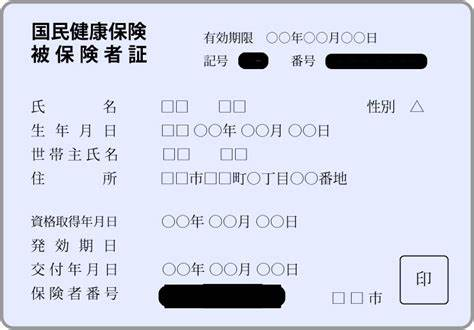 国民健康保険
被保険者証
有効期限 ○○年○○月○○日
記号 番号
氏名 □□ □□ 性別 △
生年月日 □□ ○○年 ○○月 ○○日
世帯主氏名 □□ □□
住所 □□市□□町○丁目○○番地
資格取得年月日 ○○年 ○○月 ○○日
発効期日 ○○年 ○○月 ○○日
交付年月日 ○○年 ○○月 ○○日
保険者番号 □□市
印